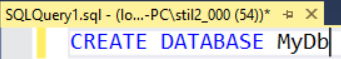 SQLQuery1.sql - (lo...-PC\stil2_000 (54))*
CREATE DATABASE MyDb